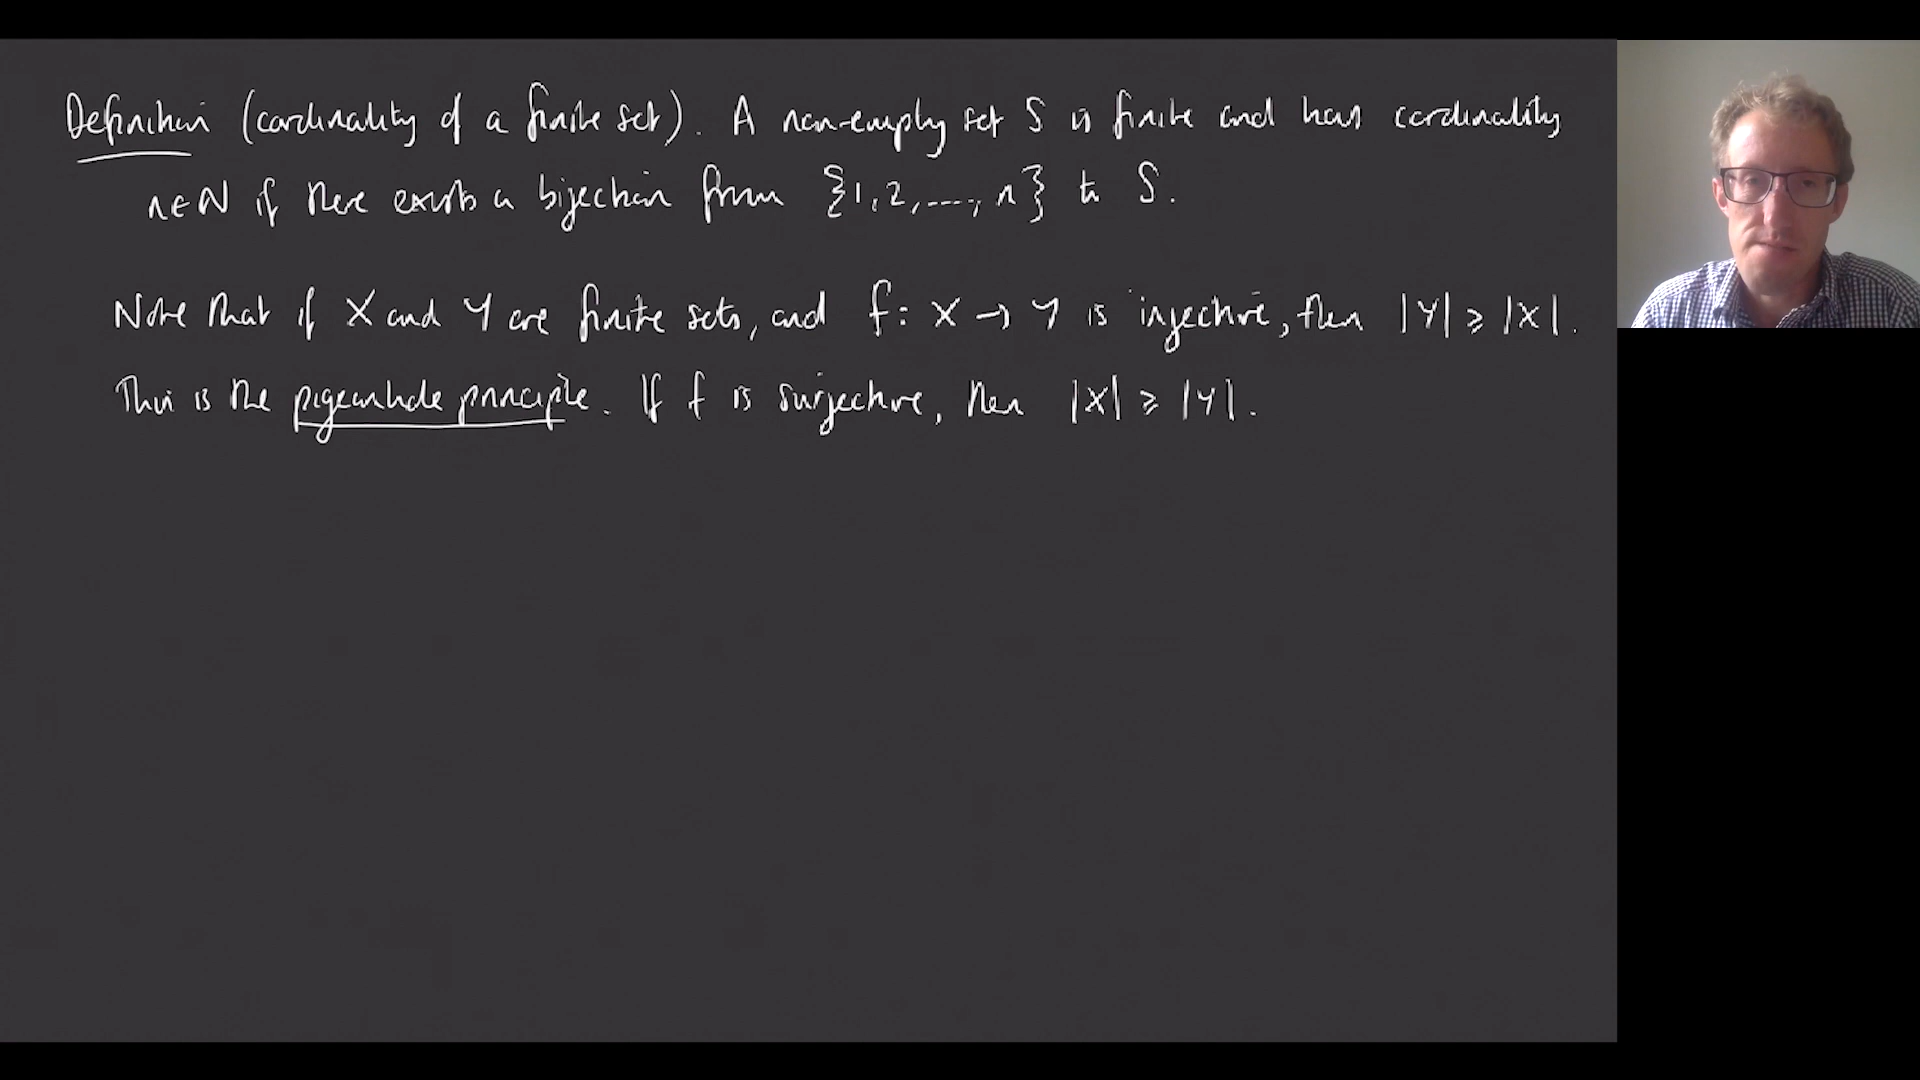 Definition (cardinality of a finite set). A non-empty set S is finite and has cardinality
n∈N if there exists a bijection from {1,2,....,n} to S.
Note that if X and Y are finite sets, and f: X → Y is injective, then |Y| ⩾ |X|.
This is the pigeonhole principle. If f is surjective, then |X| ⩾ |Y|.